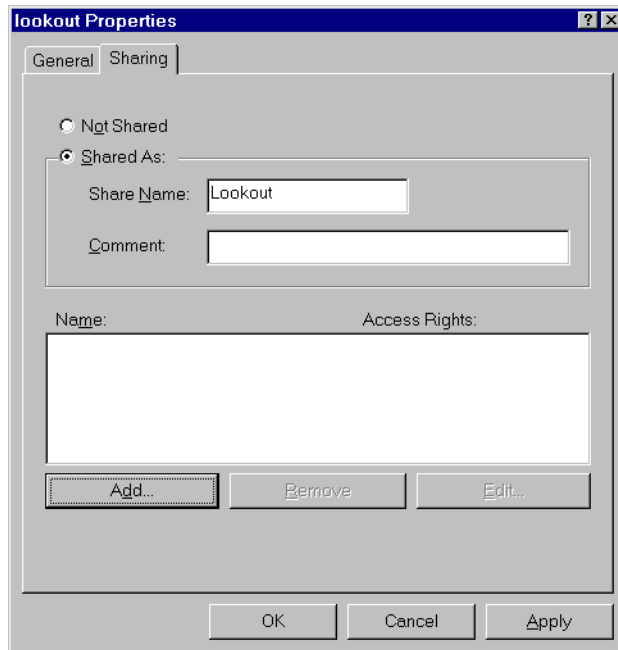 lookout Properties
General Sharing
Not Shared
Shared As:
Share Name: Lookout
Comment:
Name: Access Rights:
Add... Remove Edit...
OK Cancel Apply